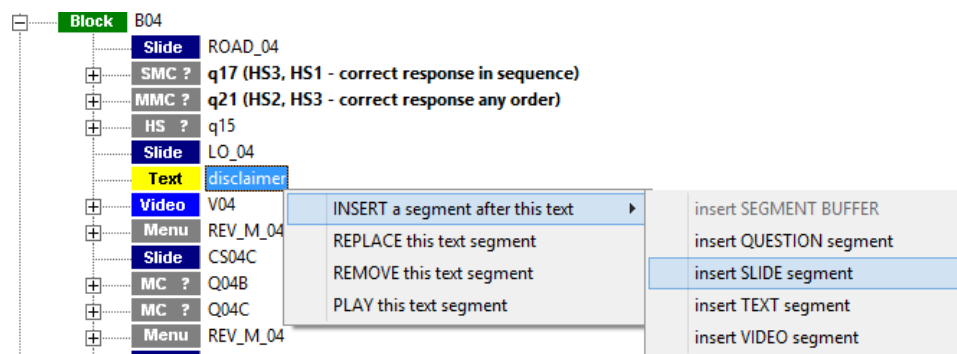 Block B04
Slide ROAD_04
SMC ? q17 (HS3, HS1 - correct response in sequence)
MMC ? q21 (HS2, HS3 - correct response any order)
HS ? q15
Slide LO_04
Text disclaimer
Video V04
Menu REV_M_04
Slide CS04C
MC ? Q04B
MC ? Q04C
Menu REV_M_04
INSERT a segment after this text
REPLACE this text segment
REMOVE this text segment
PLAY this text segment
insert SEGMENT BUFFER
insert QUESTION segment
insert SLIDE segment
insert TEXT segment
insert VIDEO segment